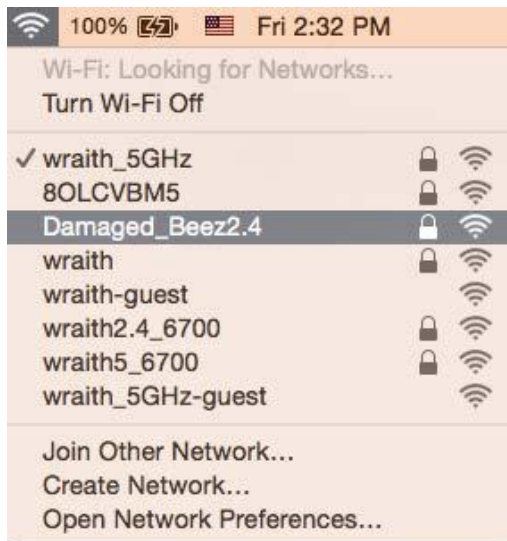 100% Fri 2:32 PM
Wi-Fi: Looking for Networks...
Turn Wi-Fi Off
wraith_5GHz
8OLCVBM5
Damaged_Beez2.4
wraith
wraith-guest
wraith2.4_6700
wraith5_6700
wraith_5GHz-guest
Join Other Network...
Create Network...
Open Network Preferences...